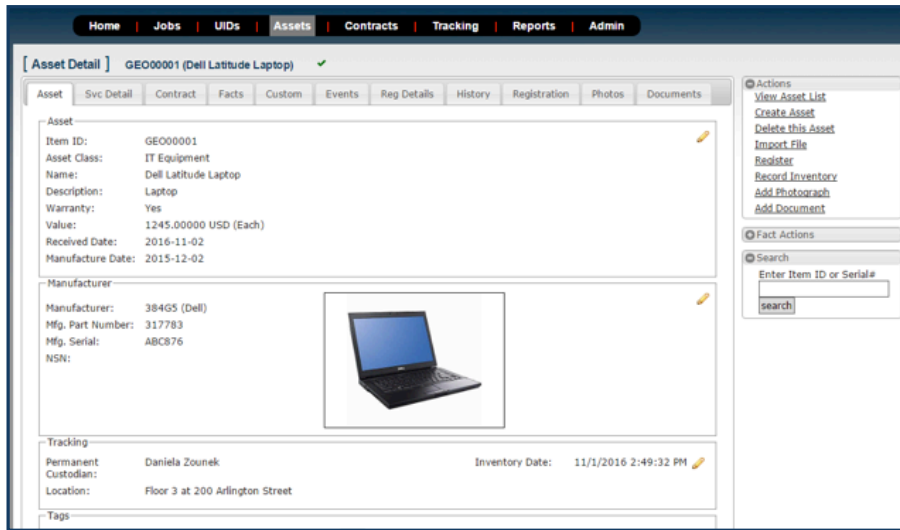 Home | Jobs | UIDs | Assets | Contracts | Tracking | Reports | Admin
[ Asset Detail ] GEO00001 (Dell Latitude Laptop)
Asset Svc Detail Contract Facts Custom Events Reg Details History Registration Photos Documents
Asset
Item ID: GEO00001
Asset Class: IT Equipment
Name: Dell Latitude Laptop
Description: Laptop
Warranty: Yes
Value: 1245.00000 USD (Each)
Received Date: 2016-11-02
Manufacture Date: 2015-12-02
Manufacturer
Manufacturer: 384G5 (Dell)
Mfg. Part Number: 317783
Mfg. Serial: ABC876
NSN:
Tracking
Permanent Custodian: Daniela Zounek Inventory Date: 11/1/2016 2:49:32 PM
Location: Floor 3 at 200 Arlington Street
Tags
Actions
View Asset List
Create Asset
Delete this Asset
Import File
Register
Record Inventory
Add Photograph
Add Document
Fact Actions
Search
Enter Item ID or Serial#
search